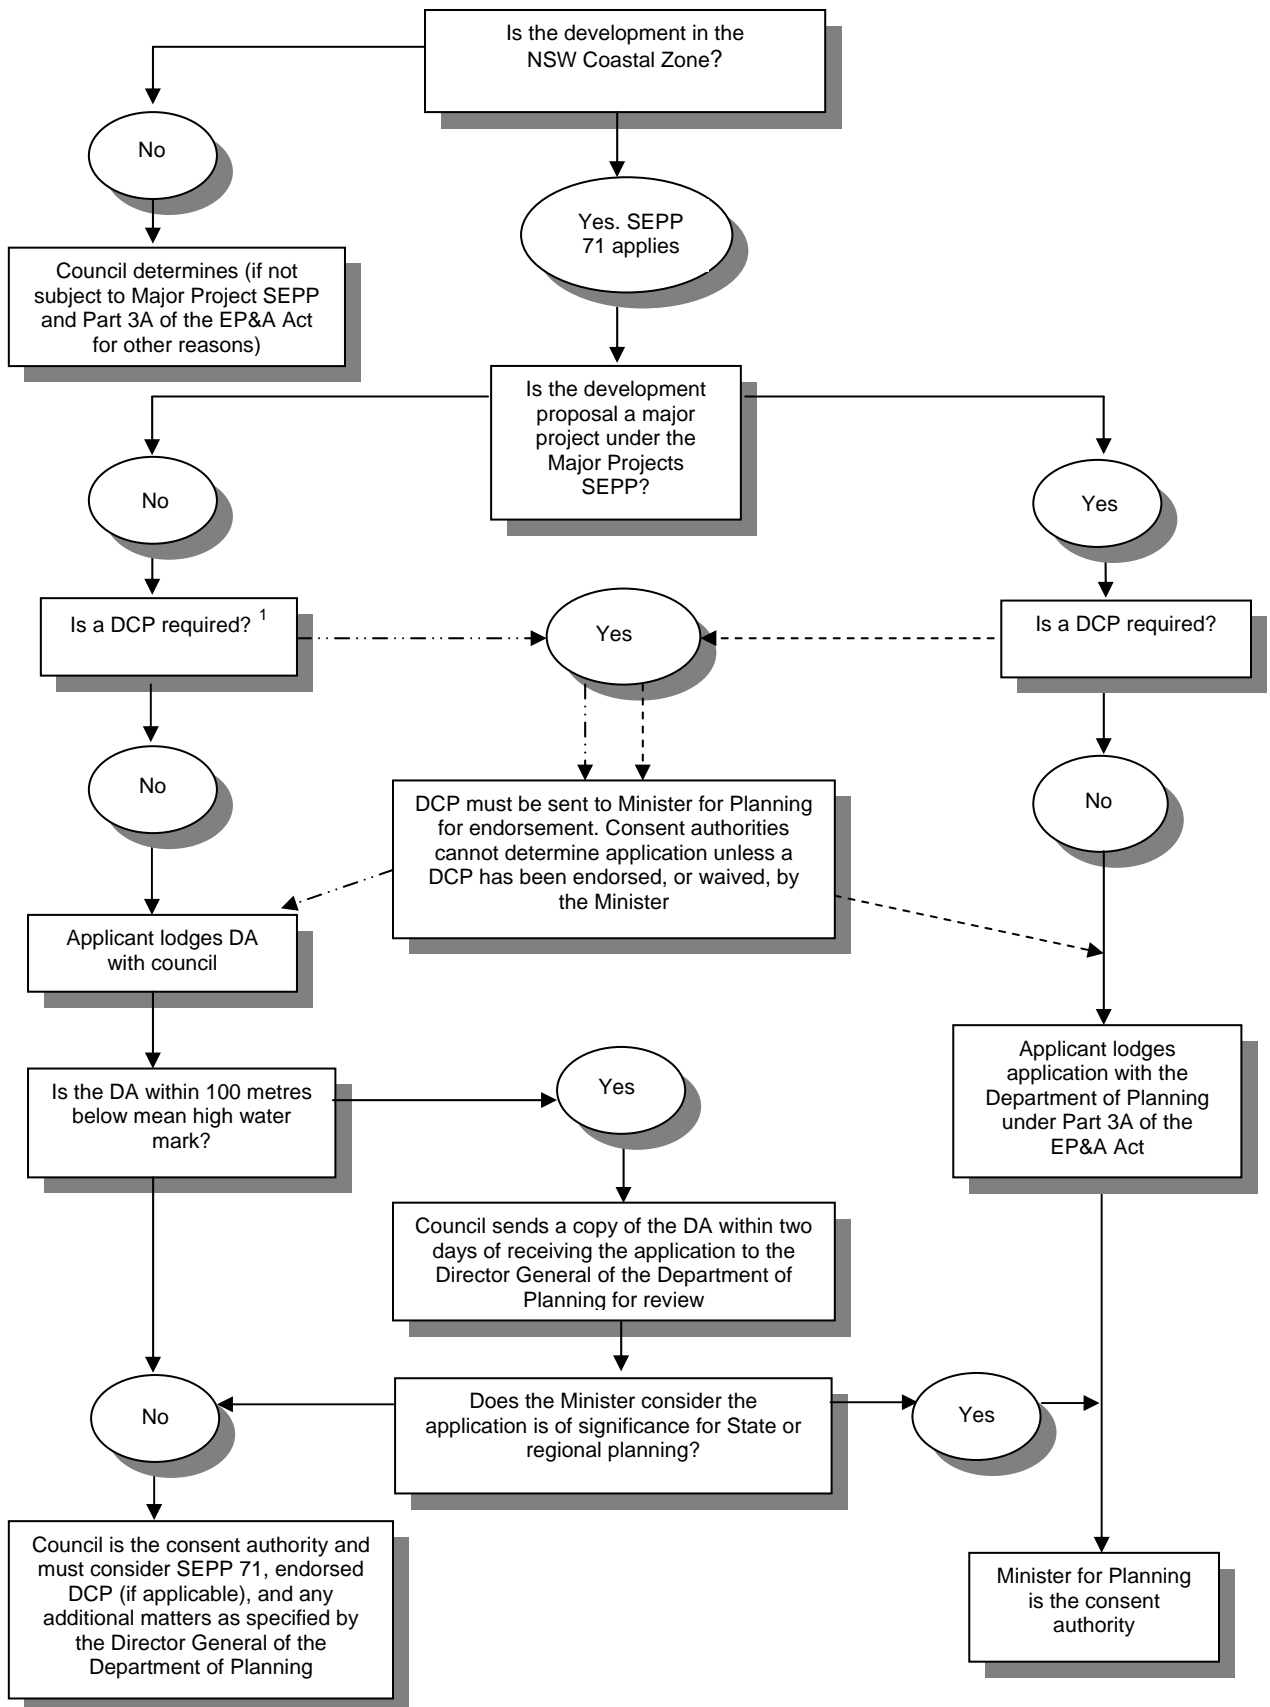 Is the development in the
NSW Coastal Zone?
No
Yes. SEPP
71 applies
Council determines (if not
subject to Major Project SEPP
and Part 3A of the EP&A Act
for other reasons)
Is the development
proposal a major
project under the
Major Projects
SEPP?
No
Yes
Is a DCP required? 1
Yes
Is a DCP required?
No
DCP must be sent to Minister for Planning
for endorsement. Consent authorities
cannot determine application unless a
DCP has been endorsed, or waived, by
the Minister
No
Applicant lodges DA
with council
Applicant lodges
application with the
Department of Planning
under Part 3A of the
EP&A Act
Is the DA within 100 metres
below mean high water
mark?
Yes
Council sends a copy of the DA within two
days of receiving the application to the
Director General of the Department of
Planning for review
No
Does the Minister consider the
application is of significance for State or
regional planning?
Yes
Council is the consent authority and
must consider SEPP 71, endorsed
DCP (if applicable), and any
additional matters as specified by
the Director General of the
Department of Planning
Minister for Planning
is the consent
authority